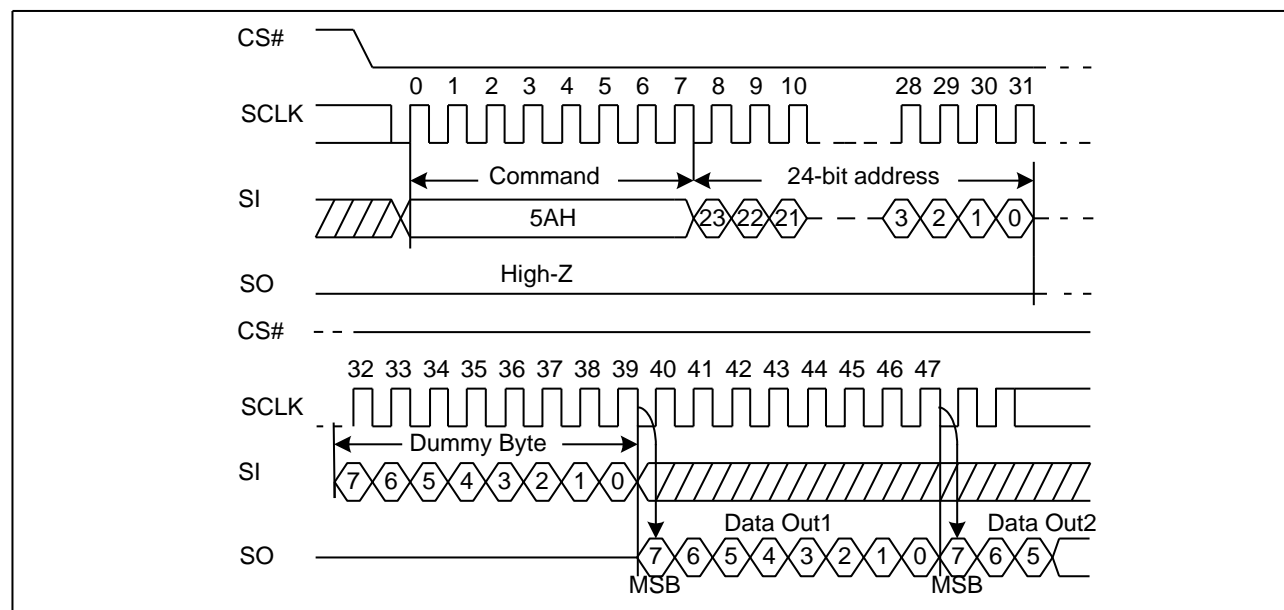 CS#
0 1 2 3 4 5 6 7 8 9 10 28 29 30 31
SCLK
Command 24-bit address
SI
5AH 23 22 21 3 2 1 0
High-Z
SO
CS#
32 33 34 35 36 37 38 39 40 41 42 43 44 45 46 47
SCLK
Dummy Byte
SI 7 6 5 4 3 2 1 0
Data Out1 Data Out2
SO 7 6 5 4 3 2 1 0 7 6 5
MSB MSB